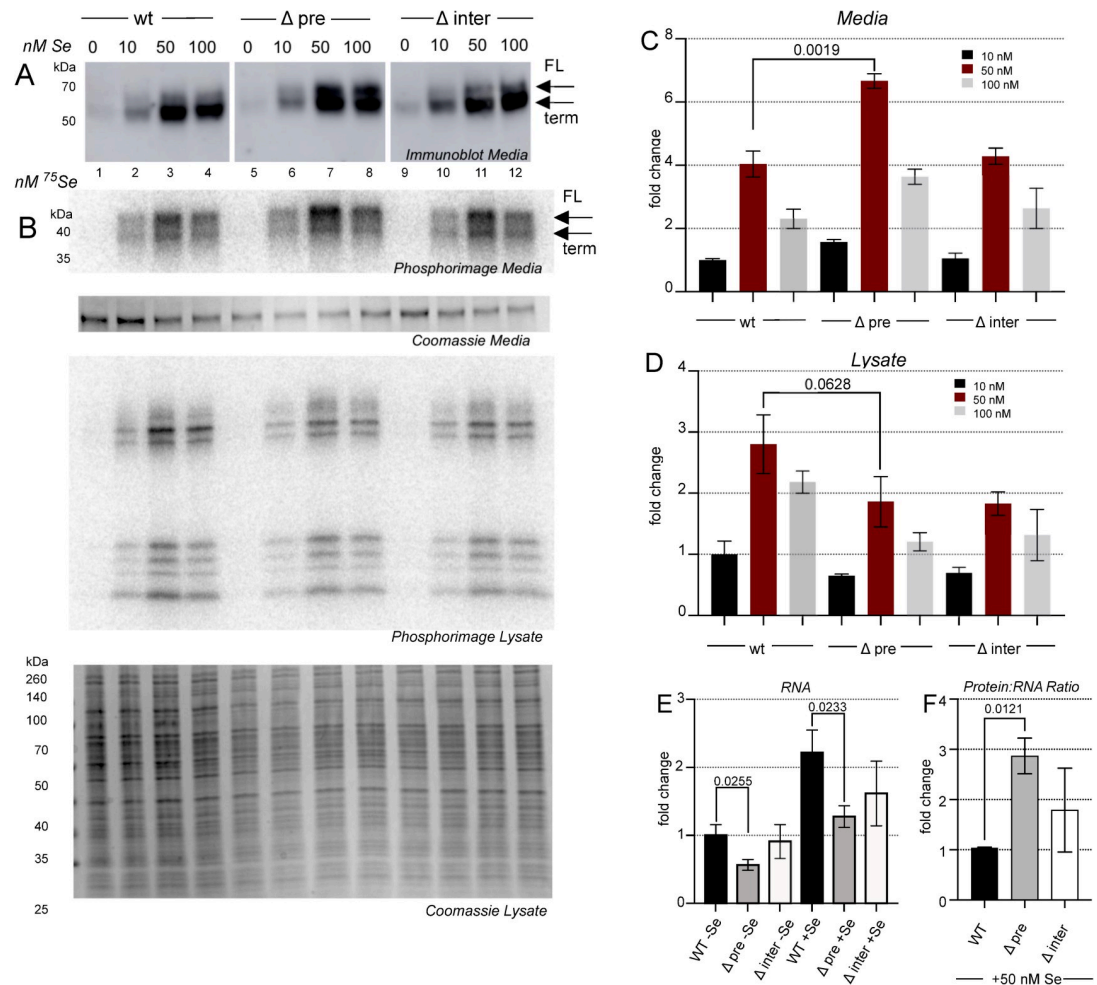 wt Δ pre Δ inter
nM Se 0 10 50 100 0 10 50 100 0 10 50 100
A
kDa
70
50
FL
term
Immunoblot Media
1 2 3 4 5 6 7 8 9 10 11 12
nM ⁷⁵Se
B
kDa
40
35
FL
term
Phosphorimage Media
Coomassie Media
Phosphorimage Lysate
kDa
260
140
100
70
50
40
35
25
Coomassie Lysate
C
Media
8
6
4
2
0
fold change
0.0019
10 nM
50 nM
100 nM
wt Δ pre Δ inter
D
Lysate
4
3
2
1
0
fold change
0.0628
10 nM
50 nM
100 nM
wt Δ pre Δ inter
E
RNA
3
2
1
0
fold change
0.0255
0.0233
WT -Se
Δ pre -Se
Δ inter -Se
WT +Se
Δ pre +Se
Δ inter +Se
F
Protein:RNA Ratio
4
3
2
1
0
fold change
0.0121
WT
Δ pre
Δ inter
+50 nM Se